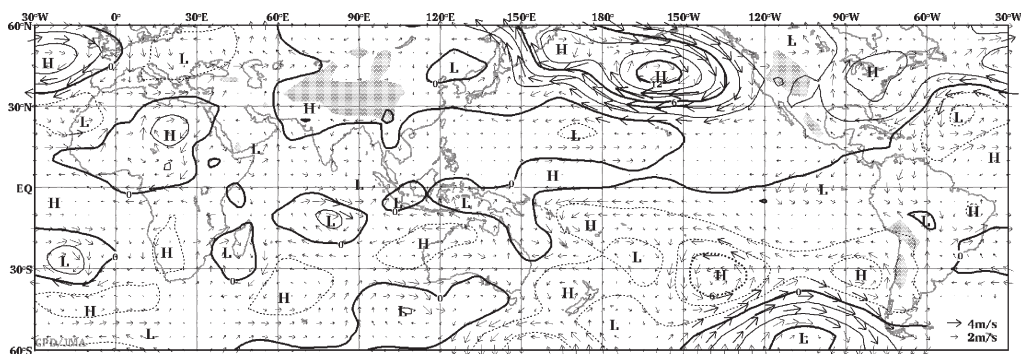 60°N
30°W 0° 30°E 60°E 90°E 120°E 150°E 180° 150°W 120°W 90°W 60°W 30°W
H L L H H L H
30°N
L H H L L
L H L H
EQ
H L L L H
L H L H
30°S
L H L H L H H
H H L H
L L L
60°S
CPD/JMA
4m/s
2m/s